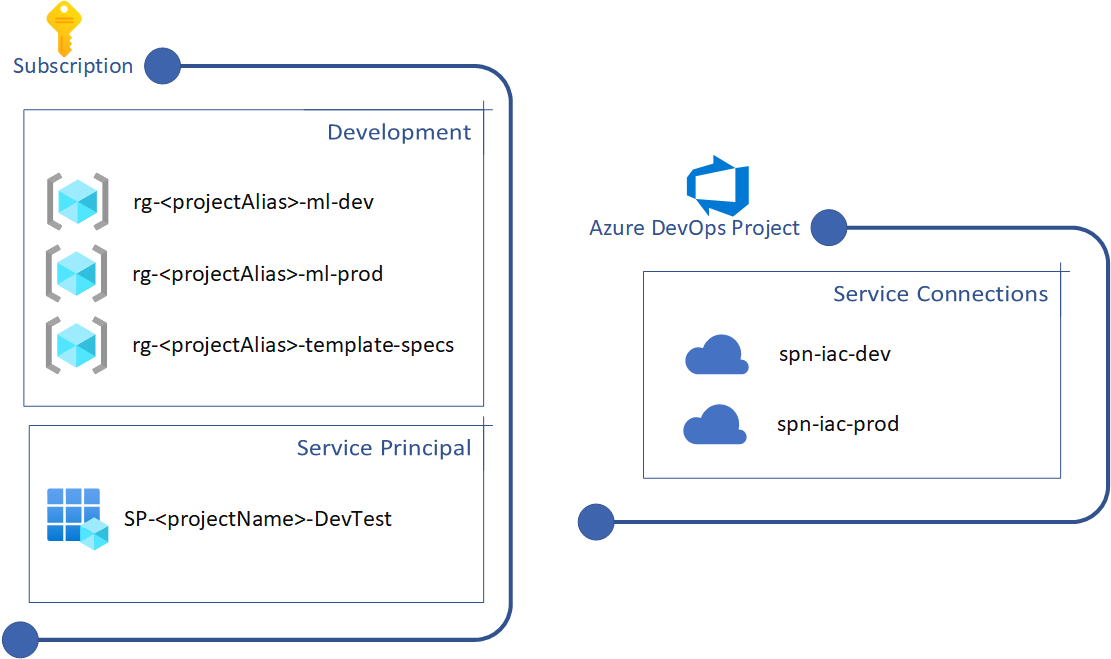 Subscription
Development
rg-<projectAlias>-ml-dev
rg-<projectAlias>-ml-prod
rg-<projectAlias>-template-specs
Service Principal
SP-<projectName>-DevTest
Azure DevOps Project
Service Connections
spn-iac-dev
spn-iac-prod